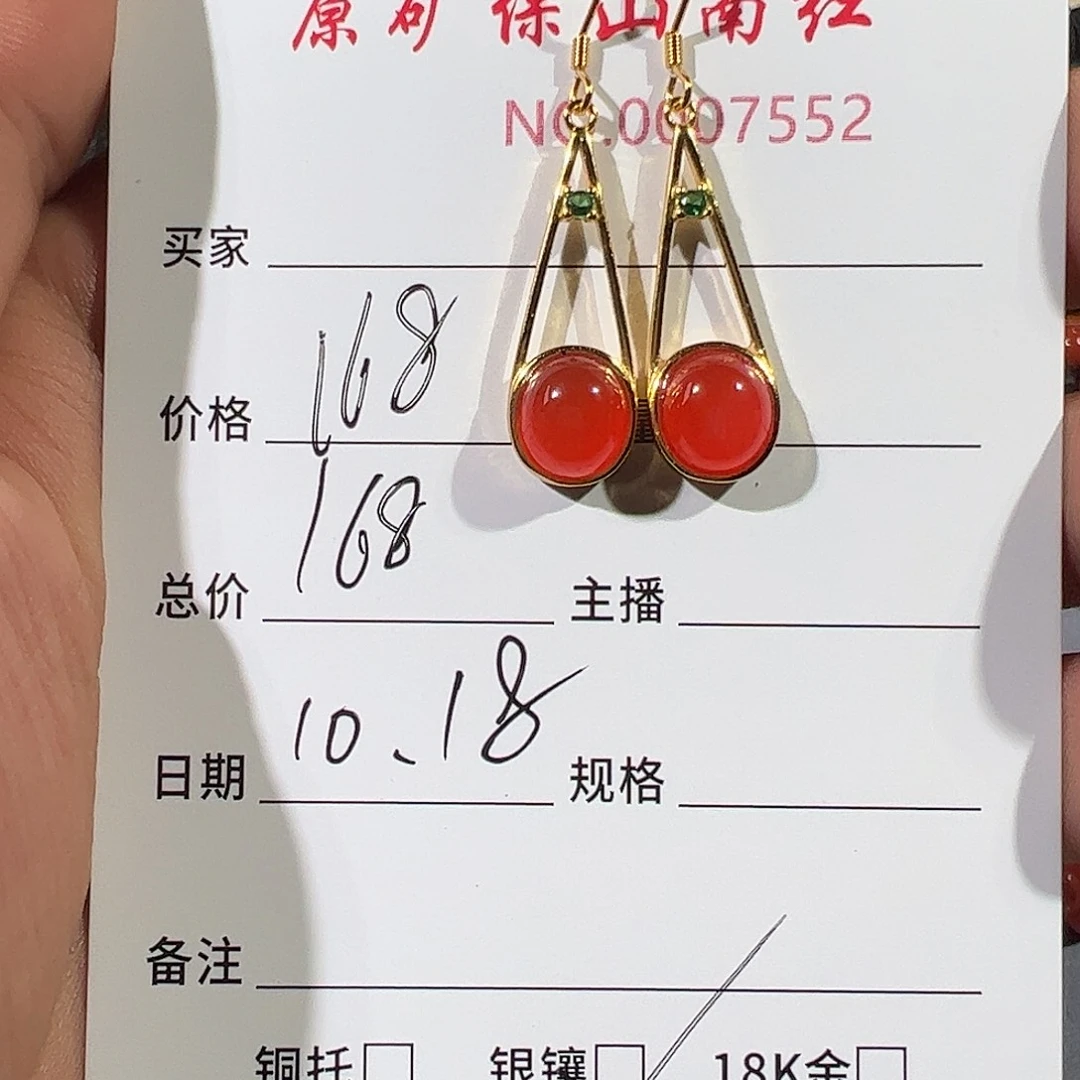 原矿保山南红
NO.0007552
买家
价格 168
总价 168 主播
日期 10.18 规格
备注
铜托 银镶 18K金